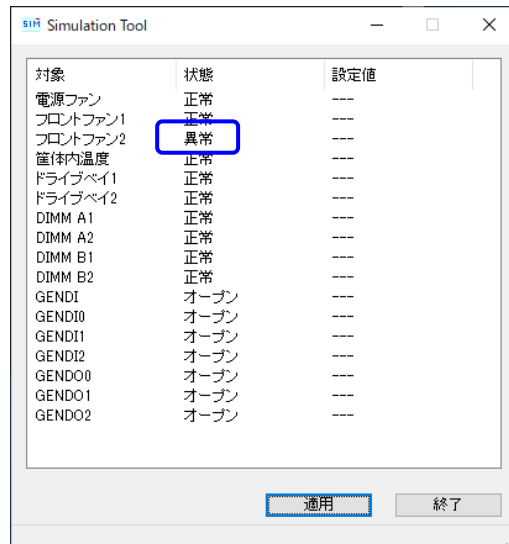 SIM Simulation Tool
対象 状態 設定値
電源ファン 正常 ---
フロントファン1 正常 ---
フロントファン2 異常 ---
筐体内温度 正常 ---
ドライブベイ1 正常 ---
ドライブベイ2 正常 ---
DIMM A1 正常 ---
DIMM A2 正常 ---
DIMM B1 正常 ---
DIMM B2 正常 ---
GENDI オープン ---
GENDI0 オープン ---
GENDI1 オープン ---
GENDI2 オープン ---
GENDO0 オープン ---
GENDO1 オープン ---
GENDO2 オープン ---
適用 終了